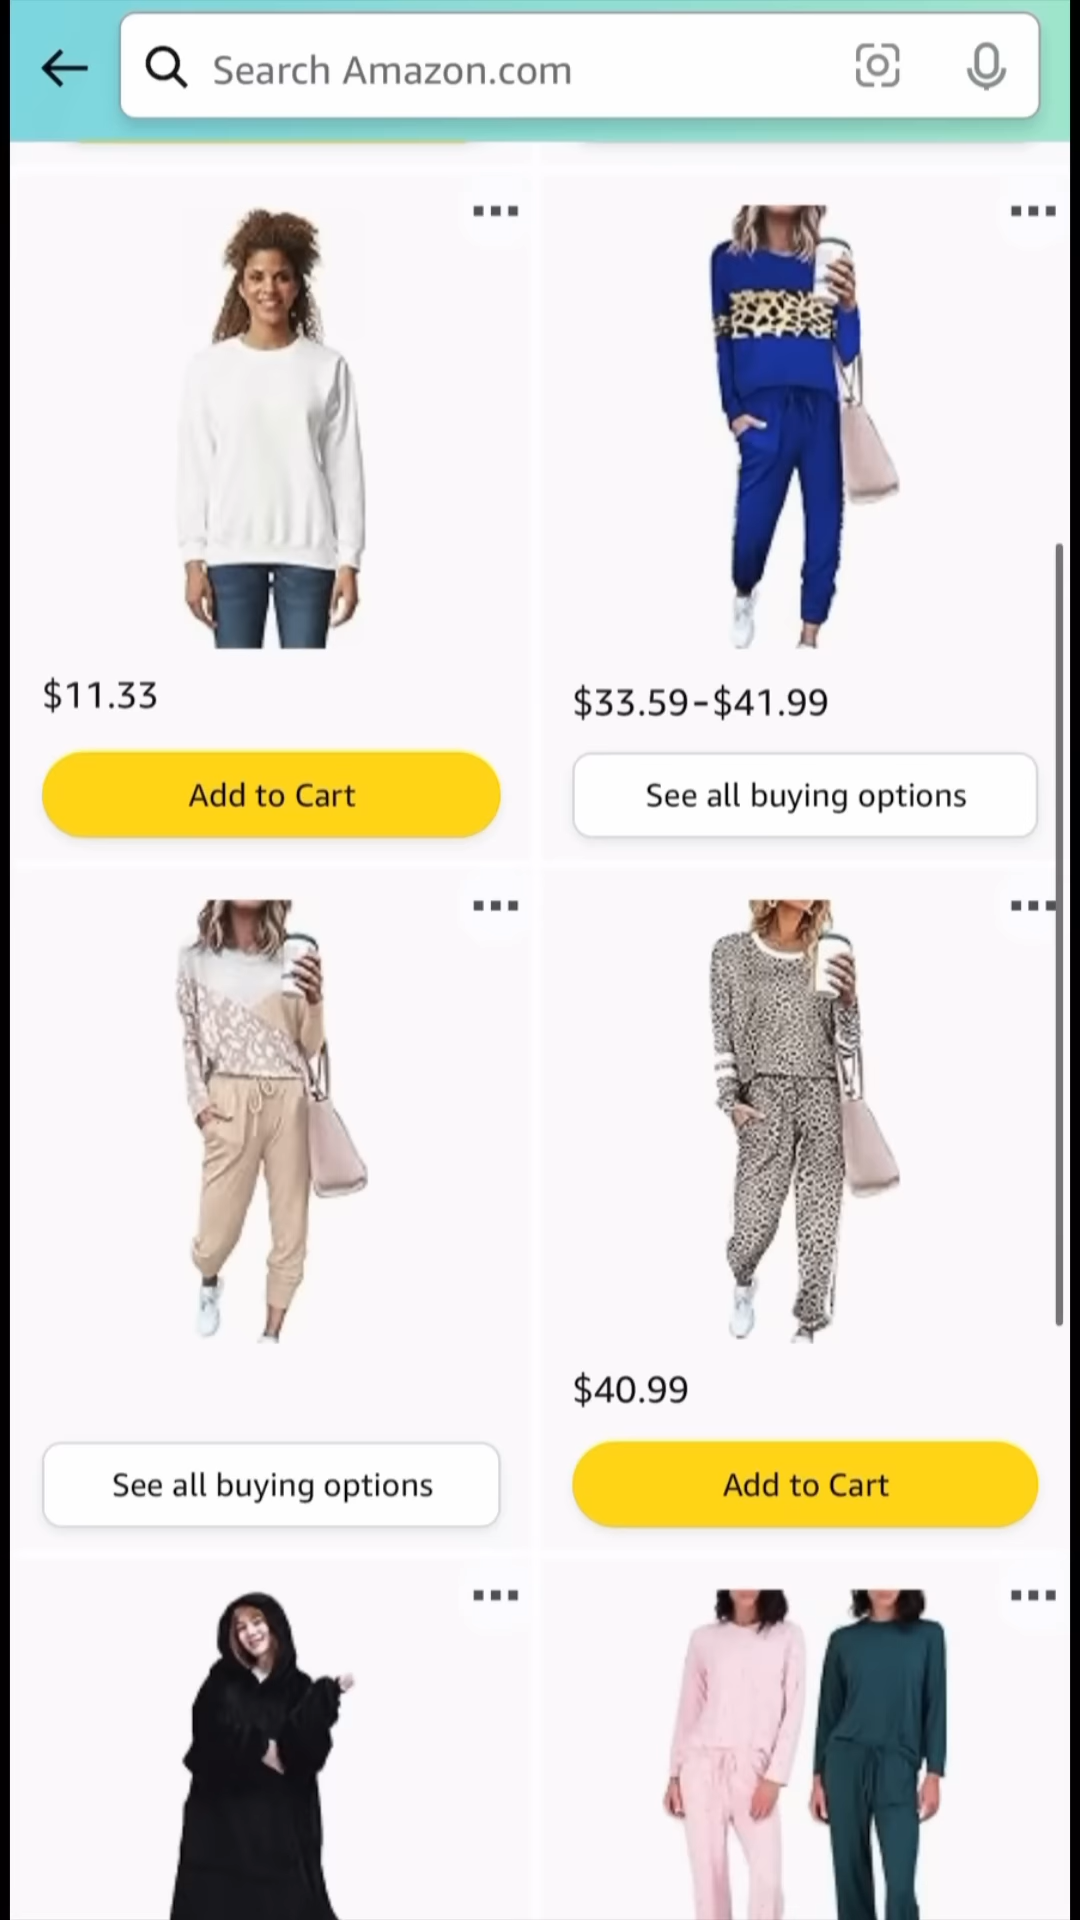 Search Amazon.com
$11.33
$33.59-$41.99
Add to Cart
See all buying options
$40.99
See all buying options
Add to Cart